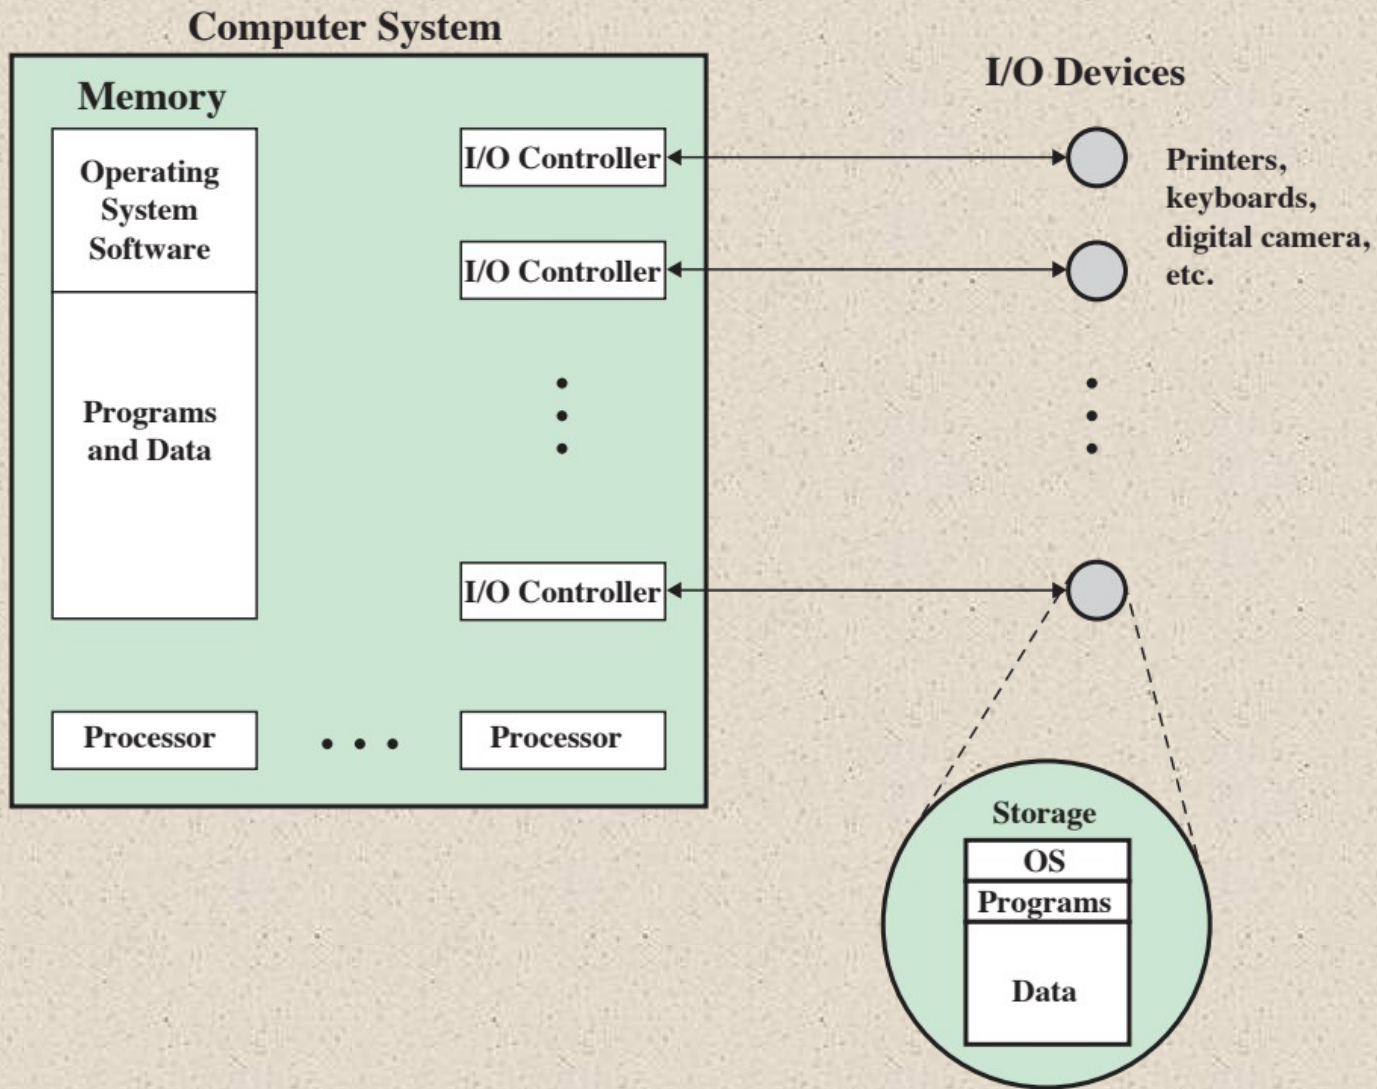 Computer System
I/O Devices
Memory
Operating
System
Software
Programs
and Data
I/O Controller
I/O Controller
I/O Controller
Processor
Processor
Printers,
keyboards,
digital camera,
etc.
Storage
OS
Programs
Data